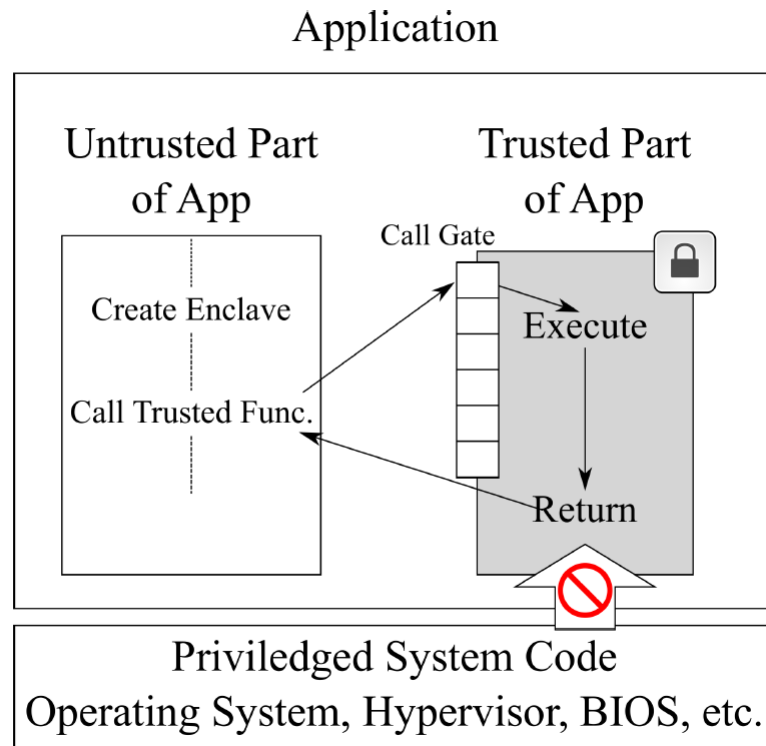 Application
Untrusted Part
of App
Trusted Part
of App
Call Gate
Create Enclave
Execute
Call Trusted Func.
Return
Priviledged System Code
Operating System, Hypervisor, BIOS, etc.